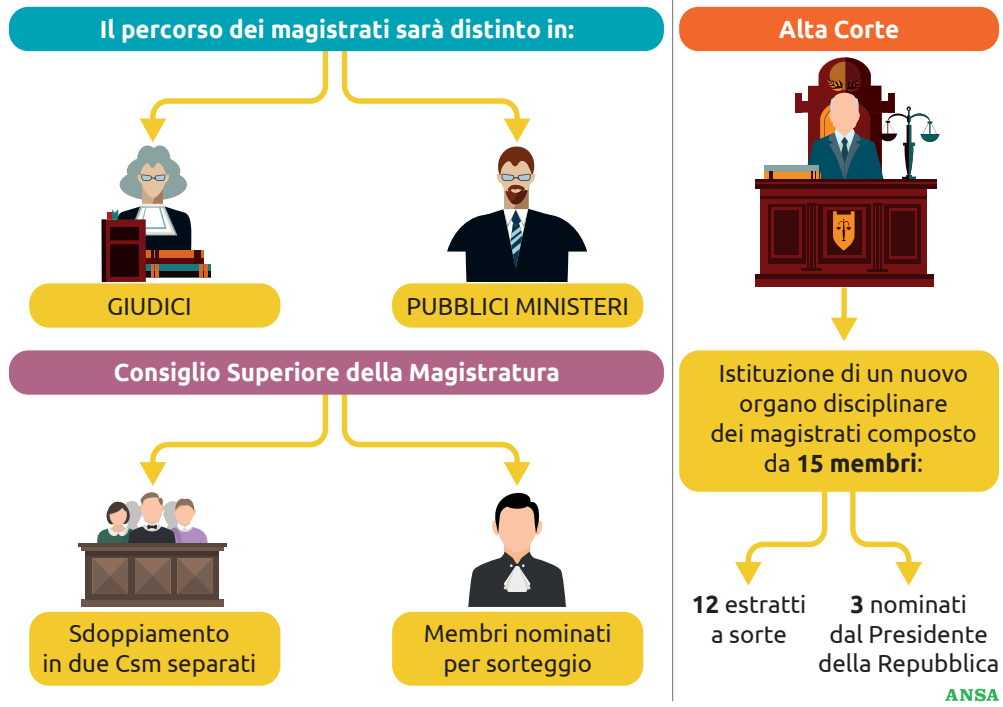 Il percorso dei magistrati sarà distinto in:
GIUDICI
PUBBLICI MINISTERI
Consiglio Superiore della Magistratura
Sdoppiamento
in due Csm separati
Membri nominati
per sorteggio
Alta Corte
Istituzione di un nuovo
organo disciplinare
dei magistrati composto
da 15 membri:
12 estratti
a sorte
3 nominati
dal Presidente
della Repubblica
ANSA